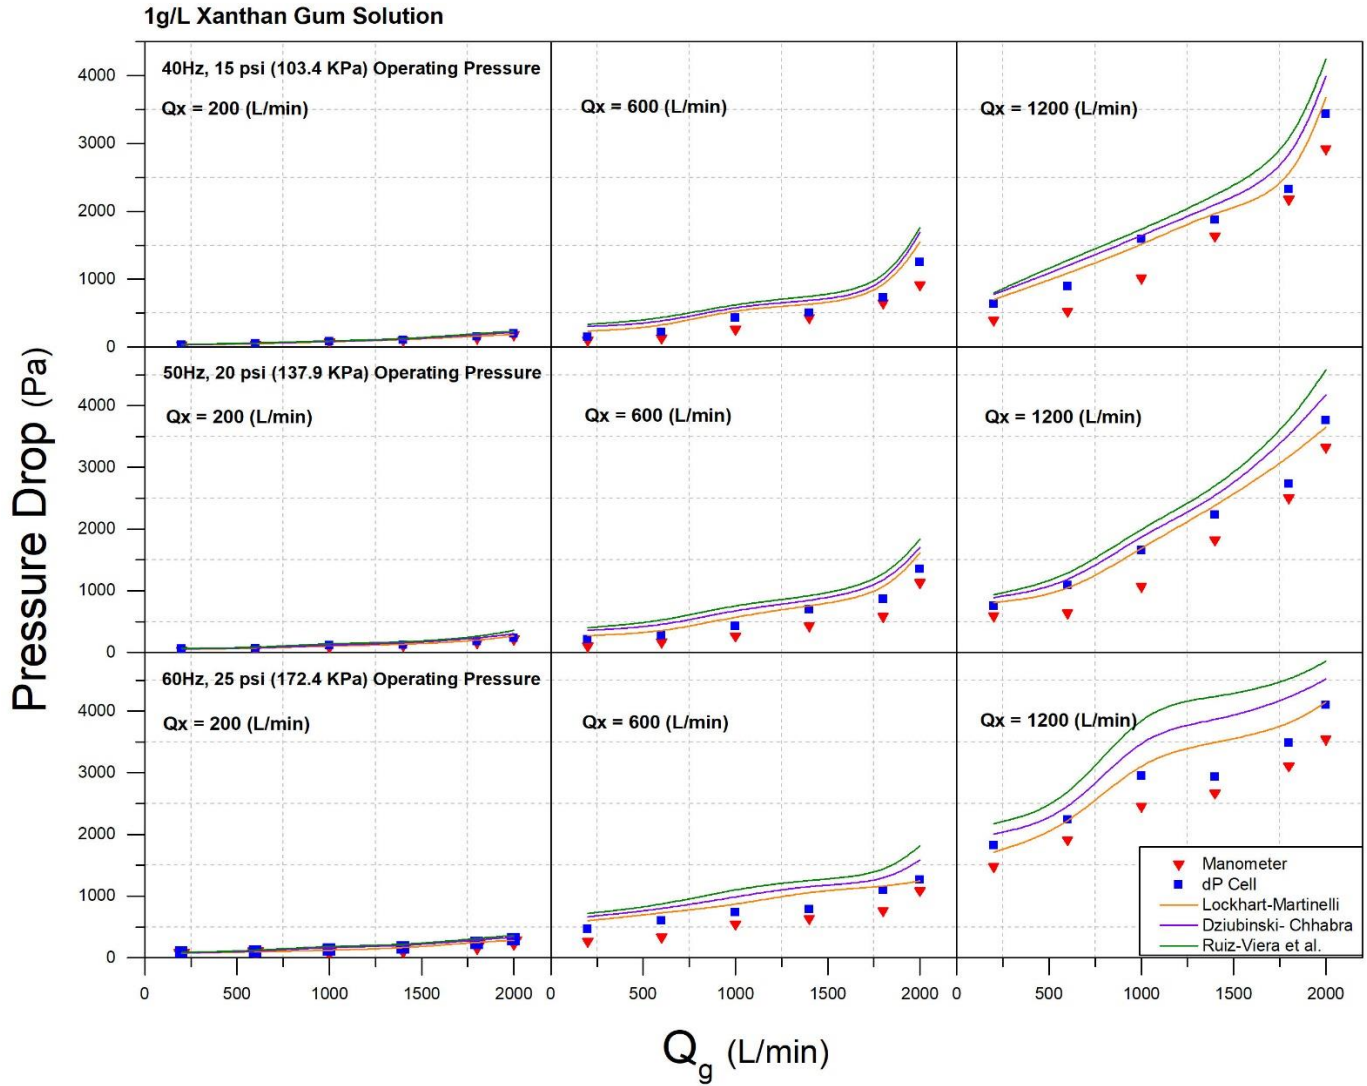 1g/L Xanthan Gum Solution
40Hz, 15 psi (103.4 KPa) Operating Pressure
Qx = 200 (L/min)
Qx = 600 (L/min)
Qx = 1200 (L/min)
4000
3000
2000
1000
0
50Hz, 20 psi (137.9 KPa) Operating Pressure
Qx = 200 (L/min)
Qx = 600 (L/min)
Qx = 1200 (L/min)
4000
3000
2000
1000
0
60Hz, 25 psi (172.4 KPa) Operating Pressure
Qx = 200 (L/min)
Qx = 600 (L/min)
Qx = 1200 (L/min)
4000
3000
2000
1000
0
Manometer
dP Cell
Lockhart-Martinelli
Dziubinski- Chhabra
Ruiz-Viera et al.
0 500 1000 1500 2000 500 1000 1500 2000 0 500 1000 1500 2000
Pressure Drop (Pa)
Qg (L/min)